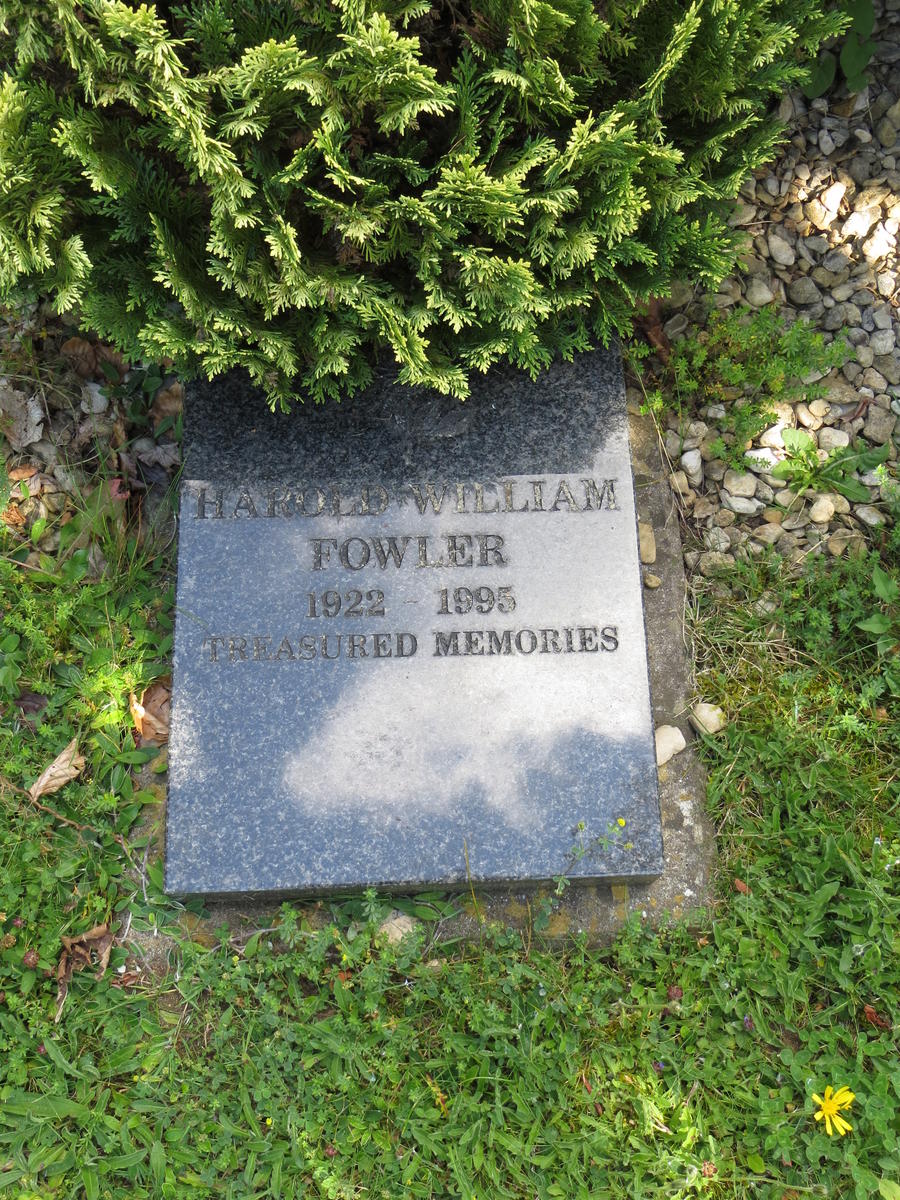 HAROLD WILLIAM
FOWLER
1922 - 1995
TREASURED MEMORIES